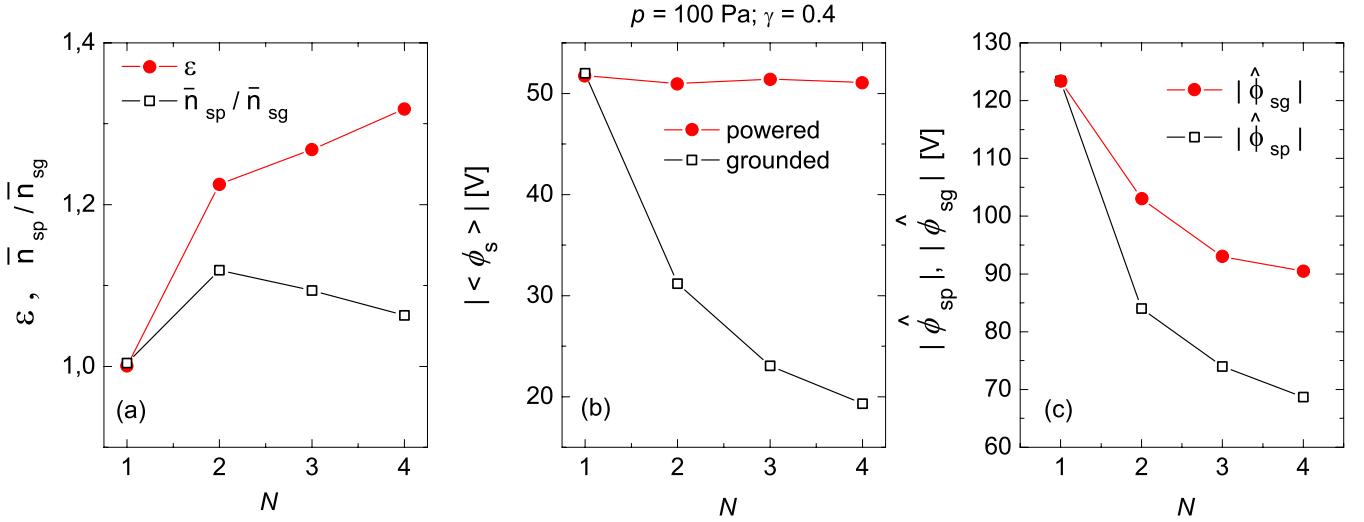 p = 100 Pa; γ = 0.4
ε , n̄ sp / n̄ sg
1,4
1,2
1,0
ε
n̄ sp / n̄ sg
(a)
1 2 3 4
N
| < ϕ s > | [V]
50
40
30
20
powered
grounded
(b)
1 2 3 4
N
| ϕ̂ sp |, | ϕ̂ sg | [V]
130
120
110
100
90
80
70
60
| ϕ̂ sg |
| ϕ̂ sp |
(c)
1 2 3 4
N